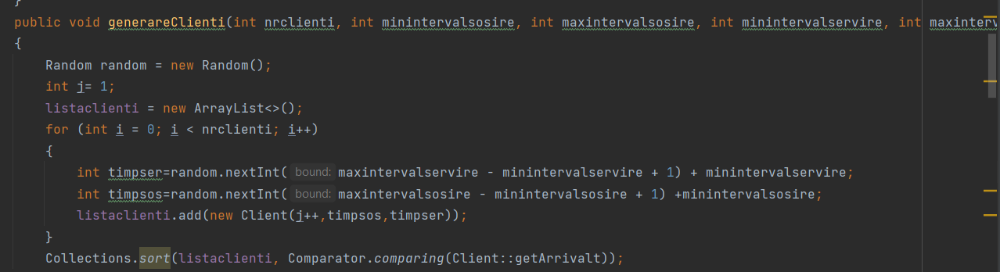 }
public void generareClienti(int nrclienti, int minintervalsosire, int maxintervalsosire, int minintervalservire, int maxinterv
{
    Random random = new Random();
    int j= 1;
    listaclienti = new ArrayList<>();
    for (int i = 0; i < nrclienti; i++)
    {
        int timpser=random.nextInt( bound: maxintervalservire - minintervalservire + 1) + minintervalservire;
        int timpsos=random.nextInt( bound: maxintervalsosire - minintervalsosire + 1) +minintervalsosire;
        listaclienti.add(new Client(j++,timpsos,timpser));
    }
    Collections.sort(listaclienti, Comparator.comparing(Client::getArrivalt));